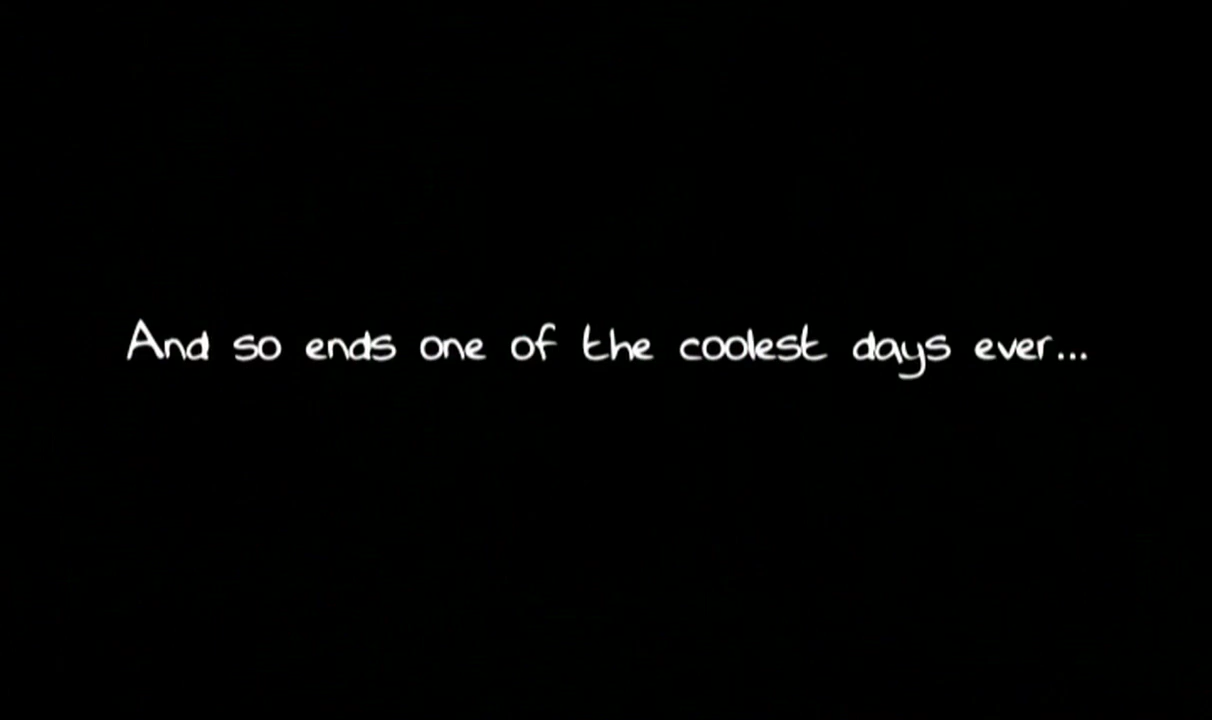 And so ends one of the coolest days ever...